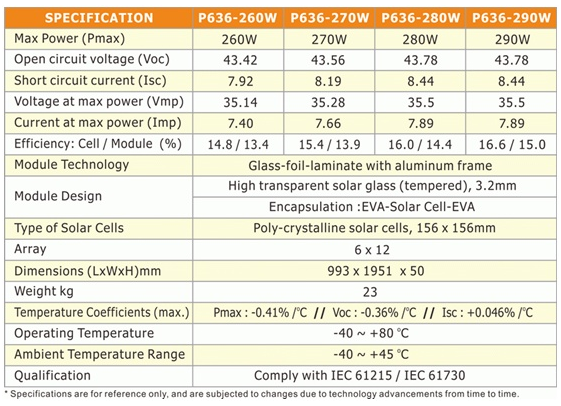 SPECIFICATION P636-260W P636-270W P636-280W P636-290W
Max Power (Pmax) 260W 270W 280W 290W
Open circuit voltage (Voc) 43.42 43.56 43.78 43.78
Short circuit current (Isc) 7.92 8.19 8.44 8.44
Voltage at max power (Vmp) 35.14 35.28 35.5 35.5
Current at max power (Imp) 7.40 7.66 7.89 7.89
Efficiency: Cell / Module (%) 14.8 / 13.4 15.4 / 13.9 16.0 / 14.4 16.6 / 15.0
Module Technology Glass-foil-laminate with aluminum frame
Module Design High transparent solar glass (tempered), 3.2mm
Encapsulation :EVA-Solar Cell-EVA
Type of Solar Cells Poly-crystalline solar cells, 156 x 156mm
Array 6 x 12
Dimensions (LxWxH)mm 993 x 1951 x 50
Weight kg 23
Temperature Coefficients (max.) Pmax : -0.41% /℃ // Voc : -0.36% /℃ // Isc : +0.046% /℃
Operating Temperature -40 ~ +80 ℃
Ambient Temperature Range -40 ~ +45 ℃
Qualification Comply with IEC 61215 / IEC 61730
* Specifications are for reference only, and are subjected to changes due to technology advancements from time to time.